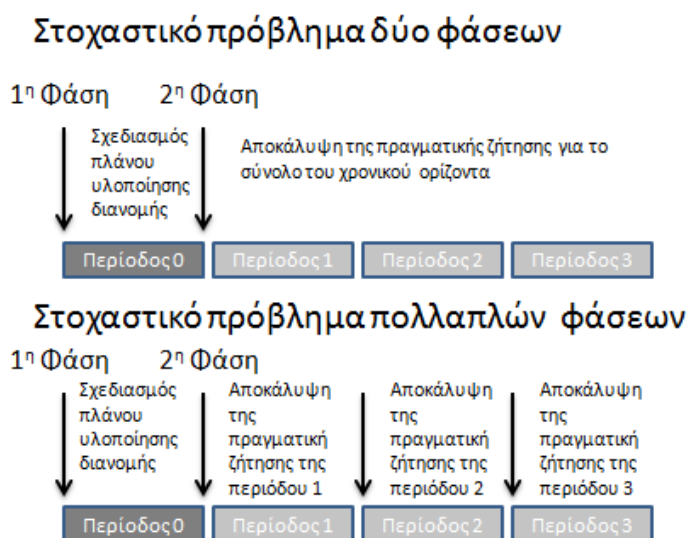 Στοχαστικό πρόβλημα δύο φάσεων
1η Φάση 2η Φάση
Σχεδιασμός
πλάνου
υλοποίησης
διανομής
Αποκάλυψη της πραγματικής ζήτησης για το
σύνολο του χρονικού ορίζοντα
Περίοδος 0 Περίοδος 1 Περίοδος 2 Περίοδος 3
Στοχαστικό πρόβλημα πολλαπλών φάσεων
1η Φάση 2η Φάση
Σχεδιασμός
πλάνου
υλοποίησης
διανομής
Αποκάλυψη
της
πραγματική
ζήτησης της
περιόδου 1
Αποκάλυψη
της
πραγματική
ζήτησης της
περιόδου 2
Αποκάλυψη
της
πραγματική
ζήτησης της
περιόδου 3
Περίοδος 0 Περίοδος 1 Περίοδος 2 Περίοδος 3